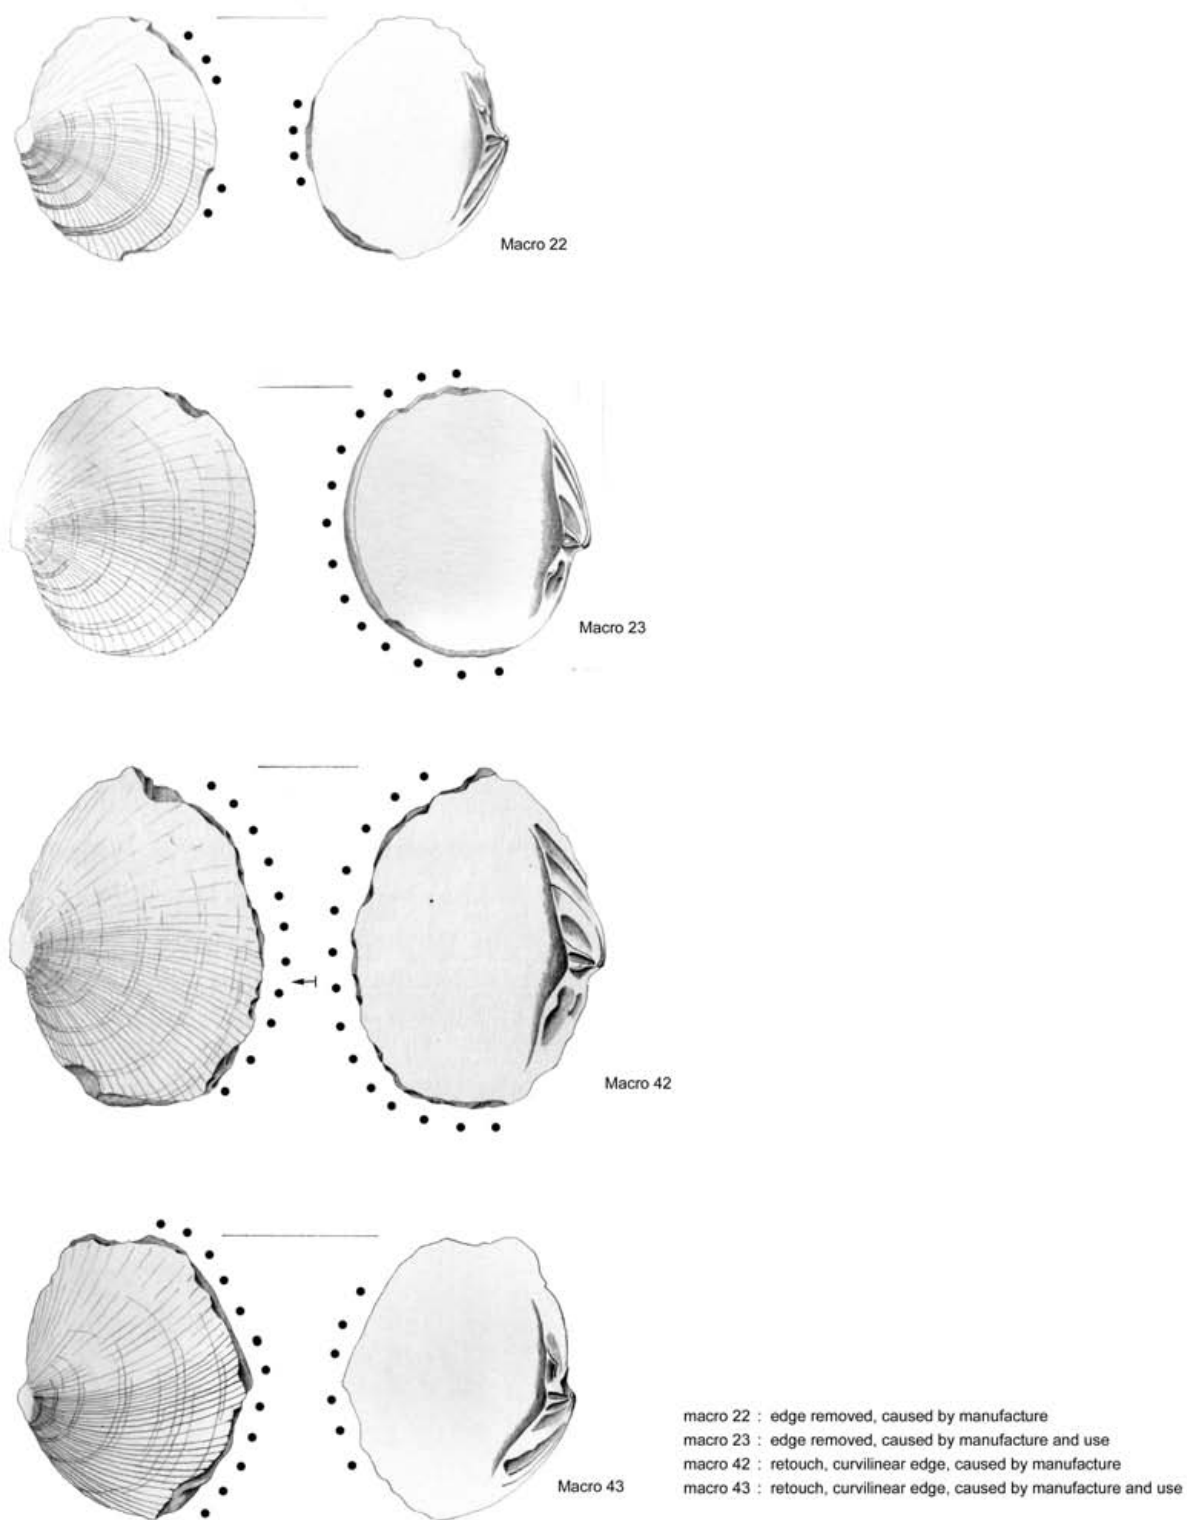 Macro 22
Macro 23
Macro 42
Macro 43
macro 22 : edge removed, caused by manufacture
macro 23 : edge removed, caused by manufacture and use
macro 42 : retouch, curvilinear edge, caused by manufacture
macro 43 : retouch, curvilinear edge, caused by manufacture and use